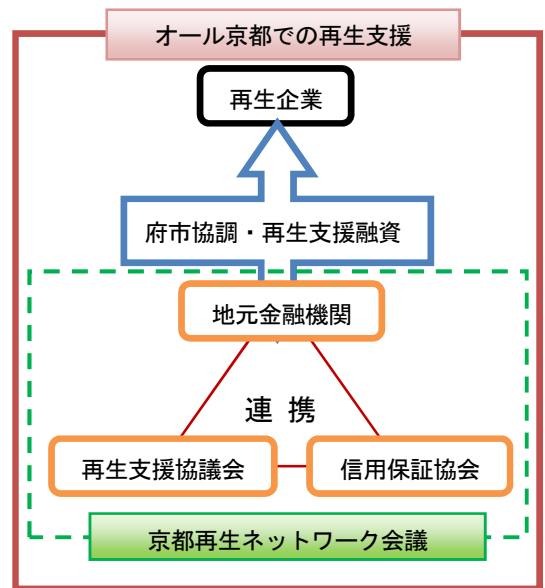 オール京都での再生支援
再生企業
府市協調・再生支援融資
地元金融機関
連 携
再生支援協議会
信用保証協会
京都再生ネットワーク会議